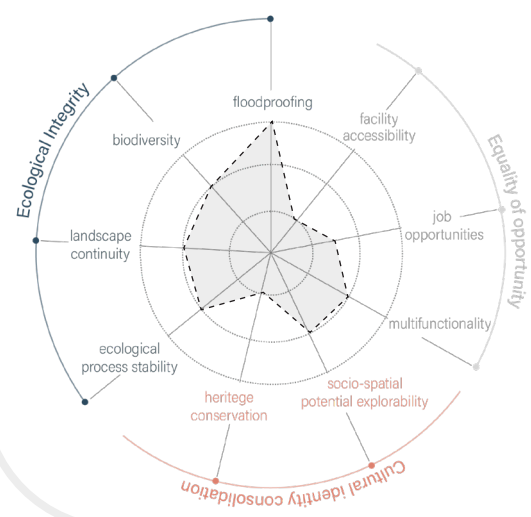 floodproofing
facility
accessibility
job
opportunities
multifunctionality
socio-spatial
potential explorability
heritege
conservation
ecological
process stability
landscape
continuity
biodiversity
Ecological Integrity
Equality of opportunity
Cultural identity consolidation